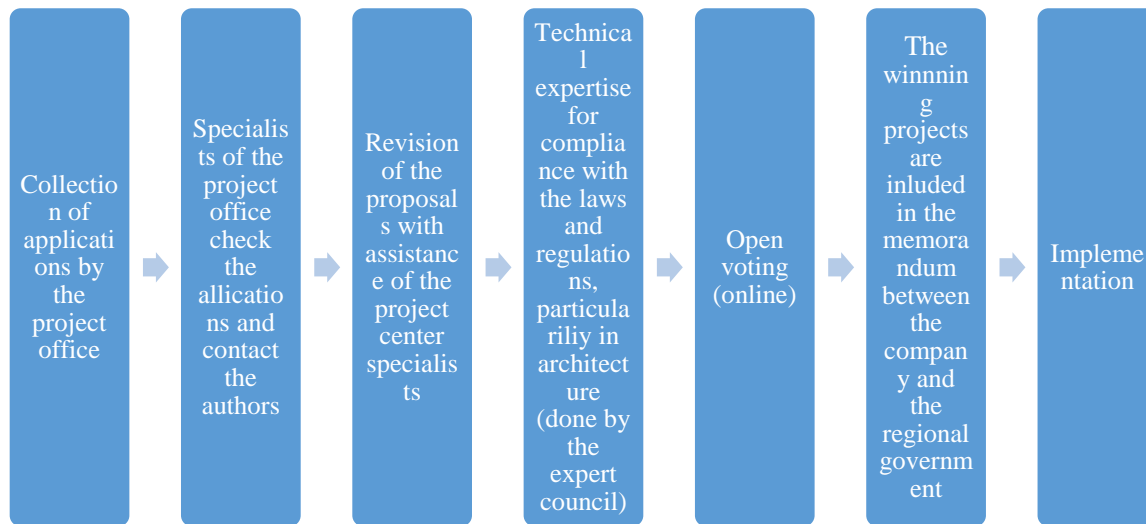 Collectio
n of
applicati
ons by
the
project
office
Specialis
ts of the
project
office
check
the
allicatio
ns and
contact
the
authors
Revision
of the
proposal
s with
assistanc
e of the
project
center
specialis
ts
Technica
l
expertise
for
complia
nce with
the laws
and
regulatio
ns,
particula
riliy in
architect
ure
(done by
the
expert
council)
Open
voting
(online)
The
winnnin
g
projects
are
inluded
in the
memora
ndum
between
the
compan
y and
the
regional
governm
ent
Impleme
ntation